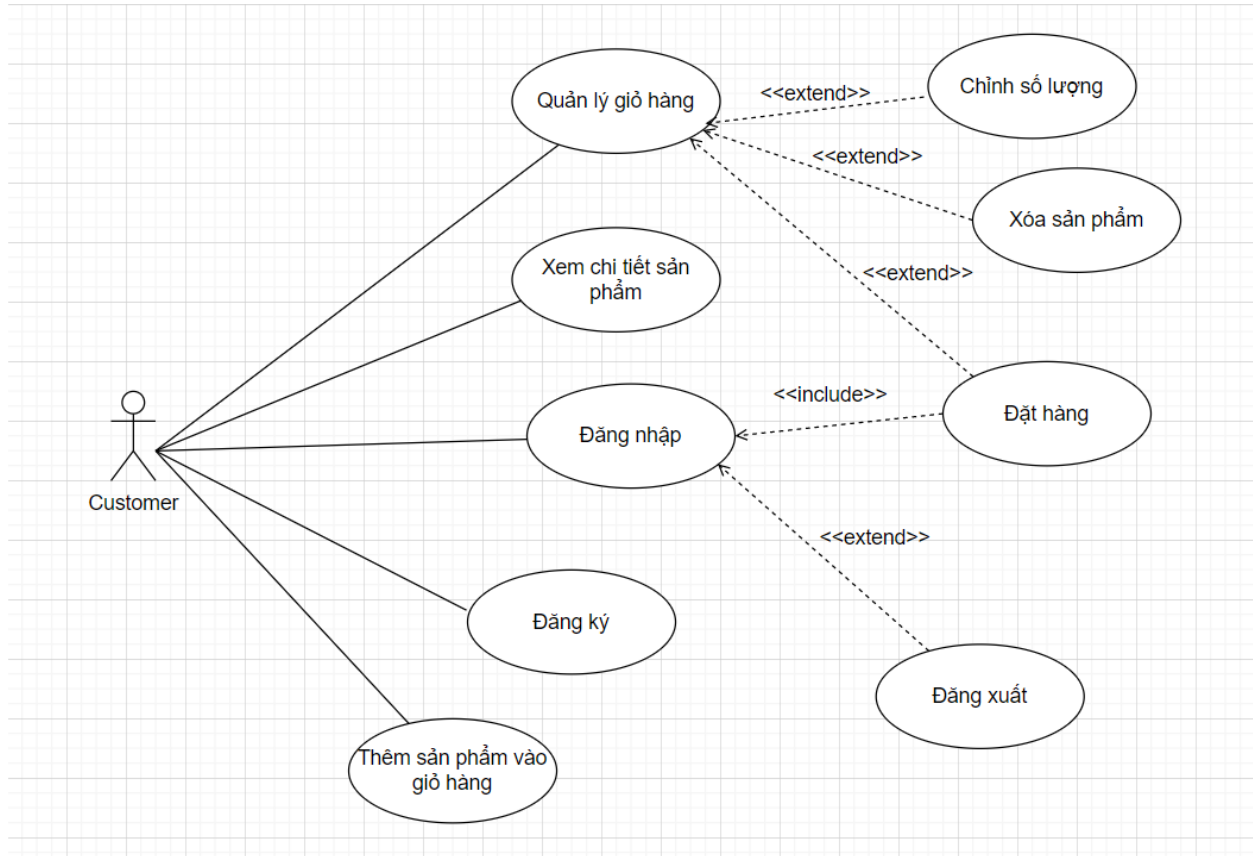 Quản lý giỏ hàng
<<extend>>
Chỉnh số lượng
<<extend>>
Xóa sản phẩm
Xem chi tiết sản
phẩm
<<extend>>
Đăng nhập
<<include>>
Đặt hàng
Customer
<<extend>>
Đăng ký
Đăng xuất
Thêm sản phẩm vào
giỏ hàng